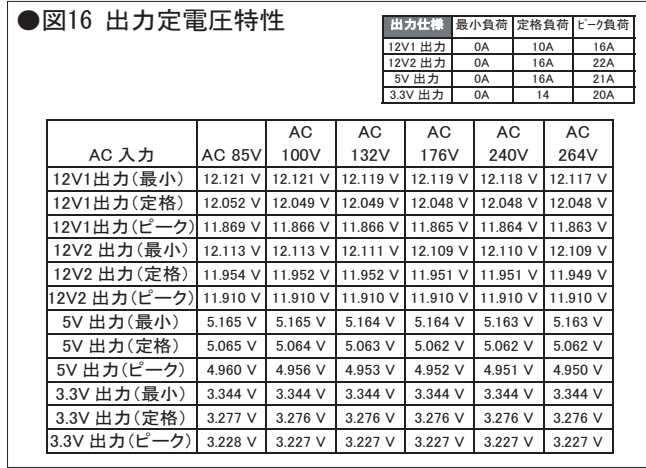 ●図16 出力定電圧特性
出力仕様 最小負荷 定格負荷 ピーク負荷
12V1 出力 0A 10A 16A
12V2 出力 0A 16A 22A
5V 出力 0A 16A 21A
3.3V 出力 0A 14 20A
AC 入力 AC 85V AC 100V AC 132V AC 176V AC 240V AC 264V
12V1出力(最小) 12.121 V 12.121 V 12.119 V 12.119 V 12.118 V 12.117 V
12V1出力(定格) 12.052 V 12.049 V 12.049 V 12.048 V 12.048 V 12.048 V
12V1出力(ピーク) 11.869 V 11.866 V 11.866 V 11.865 V 11.864 V 11.863 V
12V2 出力(最小) 12.113 V 12.113 V 12.111 V 12.109 V 12.110 V 12.109 V
12V2 出力(定格) 11.954 V 11.952 V 11.952 V 11.951 V 11.951 V 11.949 V
12V2 出力(ピーク) 11.910 V 11.910 V 11.910 V 11.910 V 11.910 V 11.910 V
5V 出力(最小) 5.165 V 5.165 V 5.164 V 5.164 V 5.163 V 5.163 V
5V 出力(定格) 5.065 V 5.064 V 5.063 V 5.062 V 5.062 V 5.062 V
5V 出力(ピーク) 4.960 V 4.956 V 4.953 V 4.952 V 4.951 V 4.950 V
3.3V 出力(最小) 3.344 V 3.344 V 3.344 V 3.344 V 3.344 V 3.344 V
3.3V 出力(定格) 3.277 V 3.276 V 3.276 V 3.276 V 3.276 V 3.276 V
3.3V 出力(ピーク) 3.228 V 3.227 V 3.227 V 3.227 V 3.227 V 3.227 V